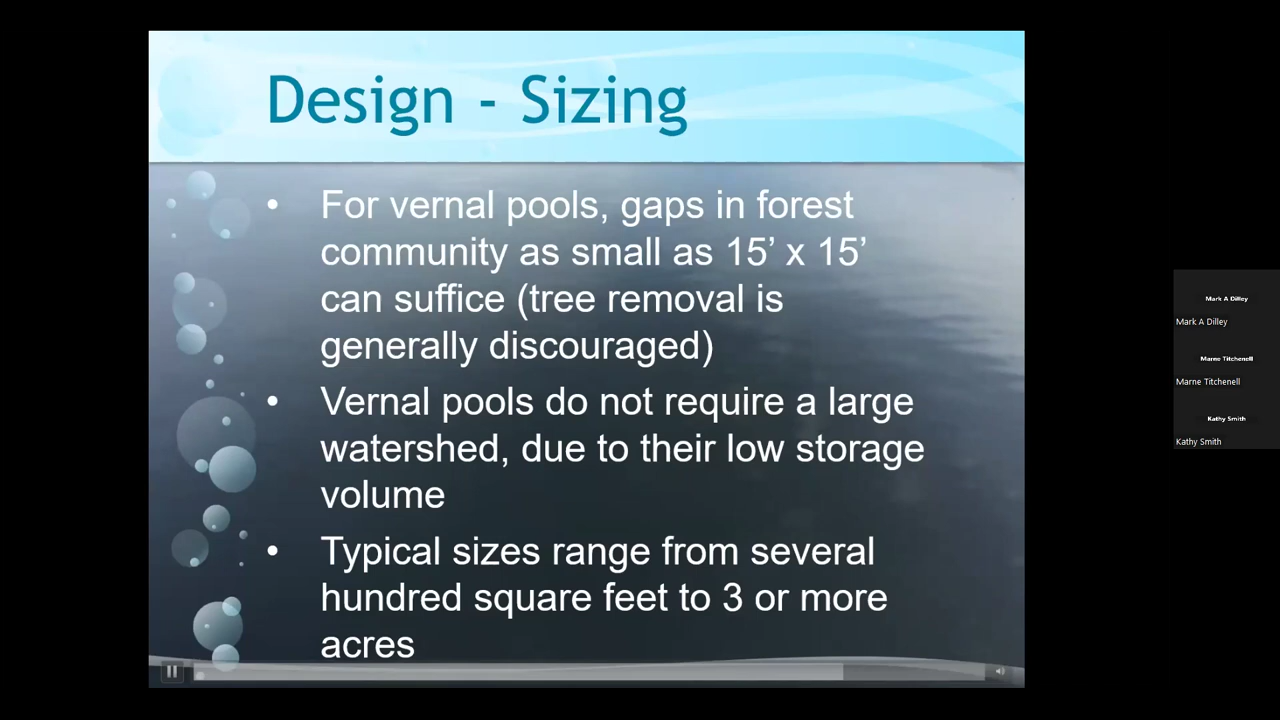 Design - Sizing
• For vernal pools, gaps in forest
community as small as 15’ x 15’
can suffice (tree removal is
generally discouraged)
• Vernal pools do not require a large
watershed, due to their low storage
volume
• Typical sizes range from several
hundred square feet to 3 or more
acres
Mark A Dilley
Mark A Dilley
Marne Titchenell
Marne Titchenell
Kathy Smith
Kathy Smith